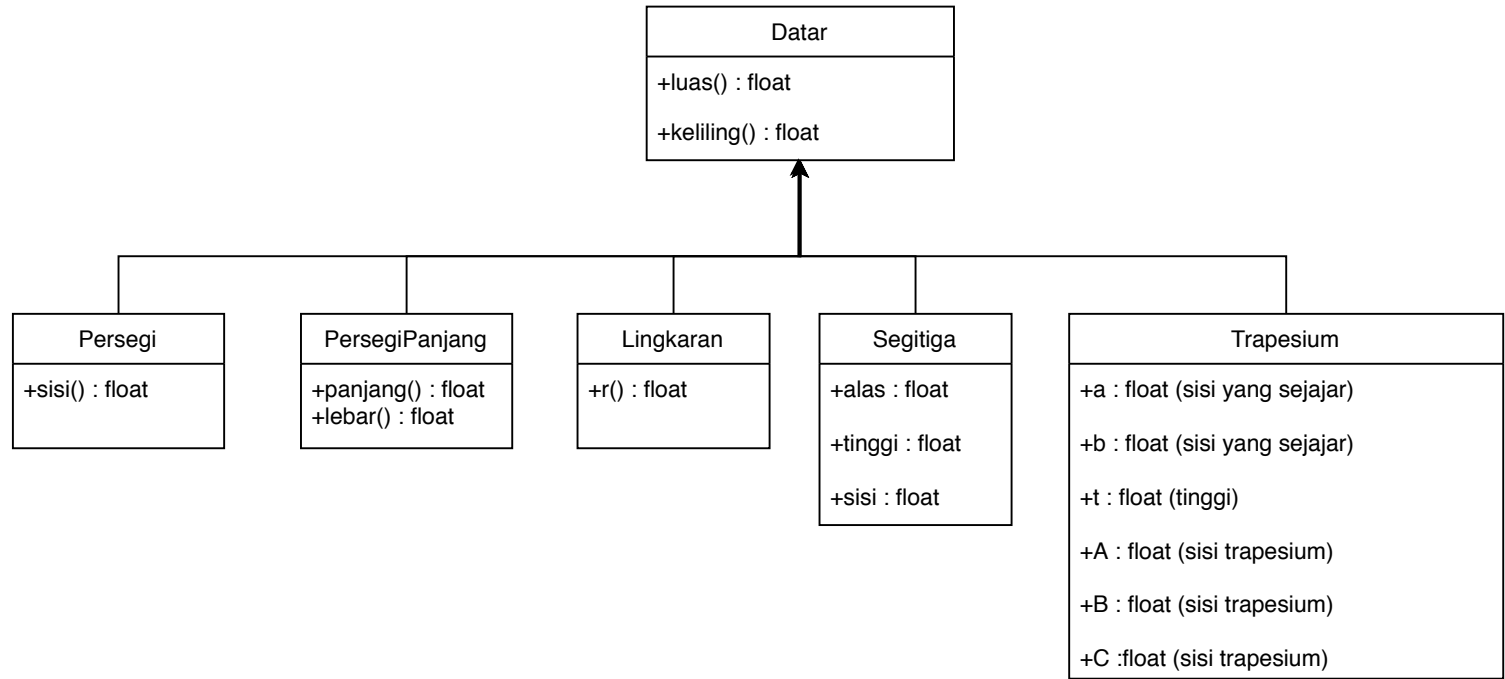 Datar
+luas() : float
+keliling() : float
Persegi
+sisi() : float
PersegiPanjang
+panjang() : float
+lebar() : float
Lingkaran
+r() : float
Segitiga
+alas : float
+tinggi : float
+sisi : float
Trapesium
+a : float (sisi yang sejajar)
+b : float (sisi yang sejajar)
+t : float (tinggi)
+A : float (sisi trapesium)
+B : float (sisi trapesium)
+C :float (sisi trapesium)